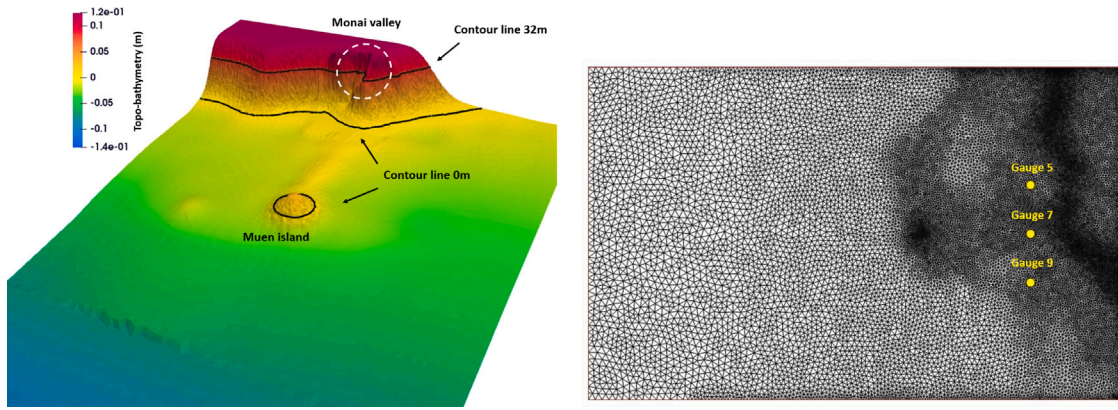 1.2e-01
0.1
0.05
0
-0.05
-0.1
-1.4e-01
Topo-bathymetry (m)
Monai valley
Contour line 32m
Contour line 0m
Muen island
Gauge 5
Gauge 7
Gauge 9